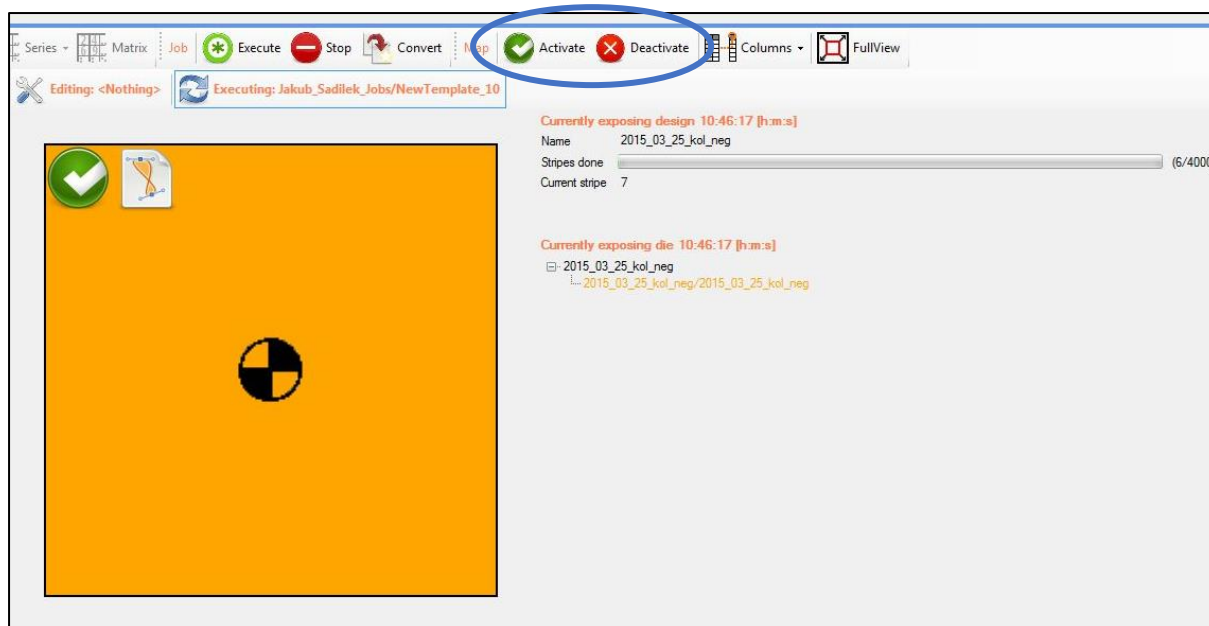 Series Matrix Job Execute Stop Convert Map Activate Deactivate Columns FullView
Editing: <Nothing> Executing: Jakub_Sadilek_Jobs/NewTemplate_10
Currently exposing design 10:46:17 [h:m:s]
Name 2015_03_25_kol_neg
Stripes done (6/4000
Current stripe 7
Currently exposing die 10:46:17 [h:m:s]
2015_03_25_kol_neg
2015_03_25_kol_neg/2015_03_25_kol_neg